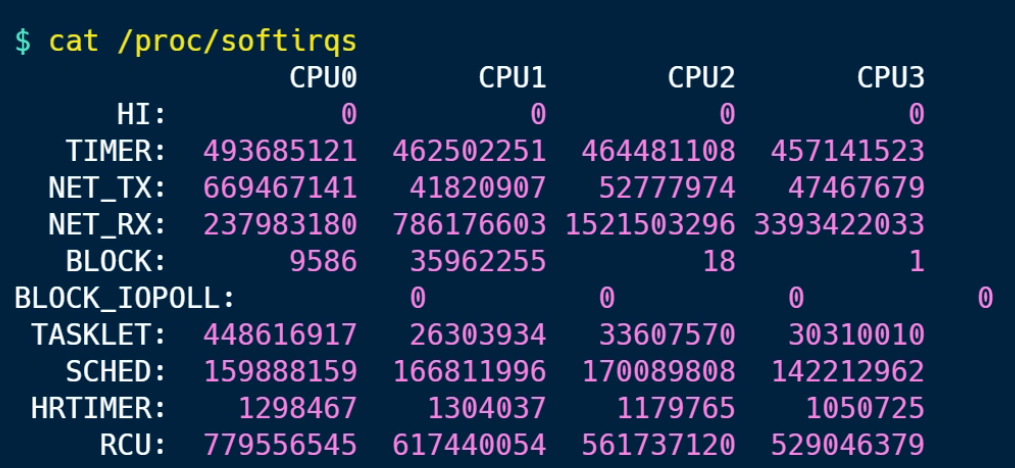 $ cat /proc/softirqs
CPU0 CPU1 CPU2 CPU3
HI: 0 0 0 0
TIMER: 493685121 462502251 464481108 457141523
NET_TX: 669467141 41820907 52777974 47467679
NET_RX: 237983180 786176603 1521503296 3393422033
BLOCK: 9586 35962255 18 1
BLOCK_IOPOLL: 0 0 0 0
TASKLET: 448616917 26303934 33607570 30310010
SCHED: 159888159 166811996 170089808 142212962
HRTIMER: 1298467 1304037 1179765 1050725
RCU: 779556545 617440054 561737120 529046379